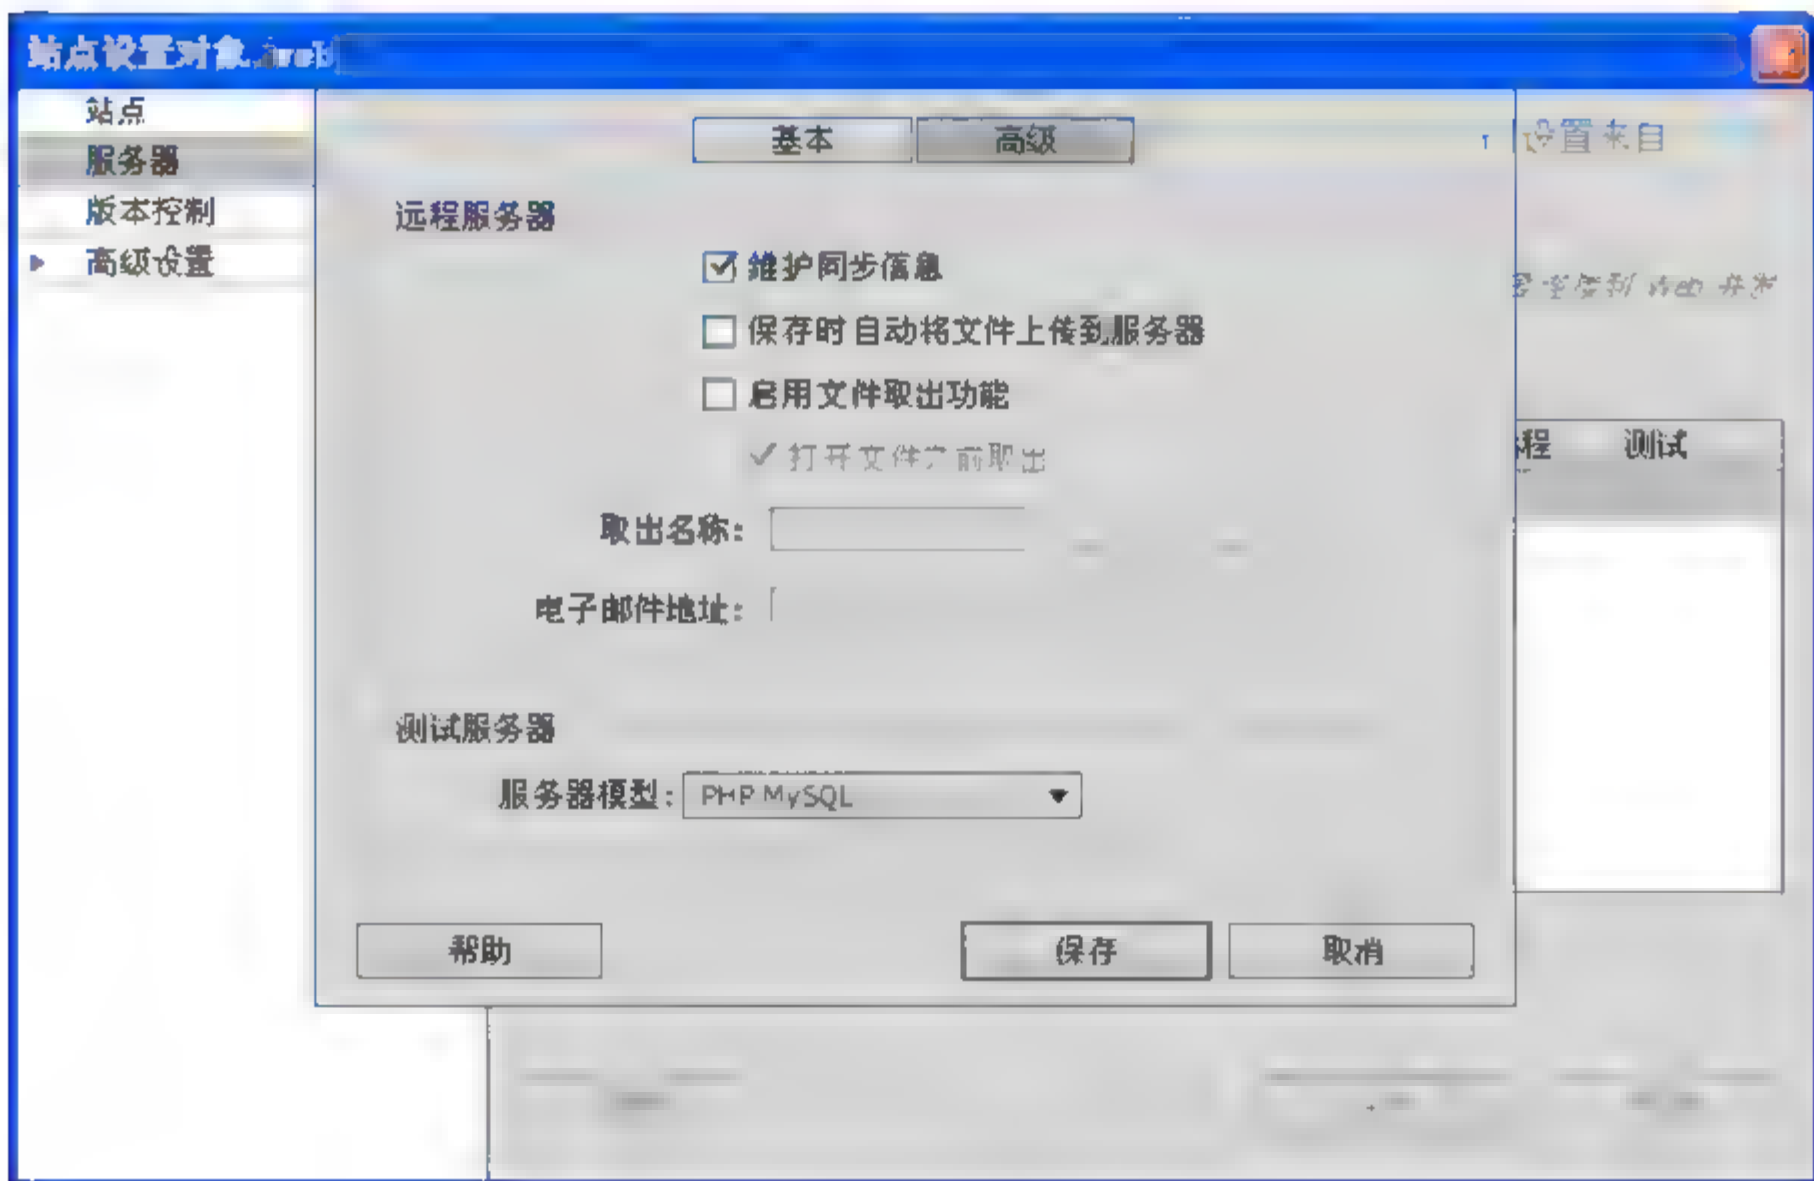 站点设置对象 web
站点
服务器
版本控制
高级设置
基本
高级
设置来自
远程服务器
维护同步信息
保存时自动将文件上传到服务器
启用文件取出功能
打开文件之前取出
取出名称:
电子邮件地址:
Web 开发
程
测试
测试服务器
服务器模型:
PHP MySQL
帮助
保存
取消